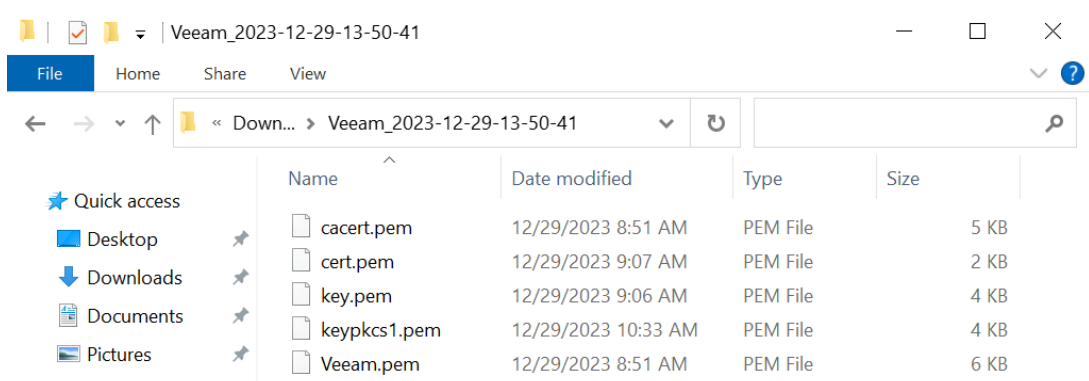 Veeam_2023-12-29-13-50-41
File Home Share View ?
« Down... > Veeam_2023-12-29-13-50-41
Name Date modified Type Size
Quick access
Desktop
Downloads
Documents
Pictures
cacert.pem 12/29/2023 8:51 AM PEM File 5 KB
cert.pem 12/29/2023 9:07 AM PEM File 2 KB
key.pem 12/29/2023 9:06 AM PEM File 4 KB
keypkcs1.pem 12/29/2023 10:33 AM PEM File 4 KB
Veeam.pem 12/29/2023 8:51 AM PEM File 6 KB